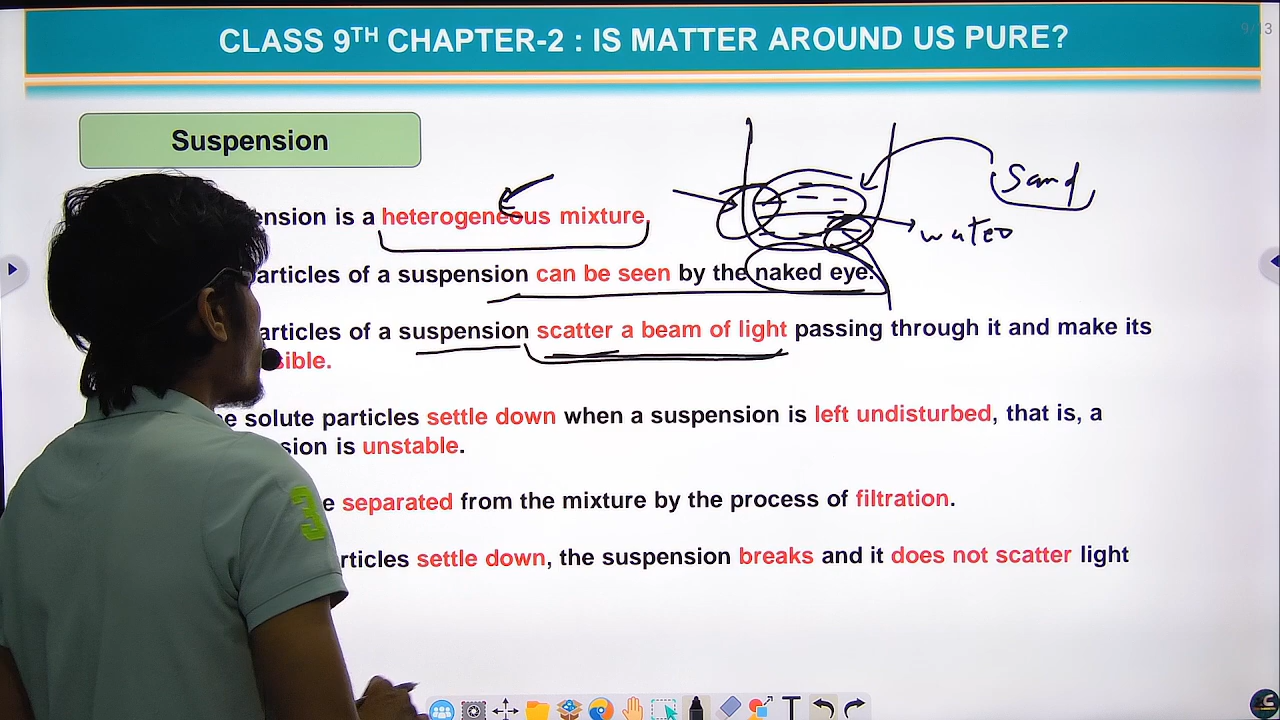 9/13
CLASS 9TH CHAPTER-2 : IS MATTER AROUND US PURE?
Suspension
ension is a heterogeneous mixture.
articles of a suspension can be seen by the naked eye.
articles of a suspension scatter a beam of light passing through it and make its
sible.
e solute particles settle down when a suspension is left undisturbed, that is, a
sion is unstable.
e separated from the mixture by the process of filtration.
rticles settle down, the suspension breaks and it does not scatter light
Sand
water
3
T